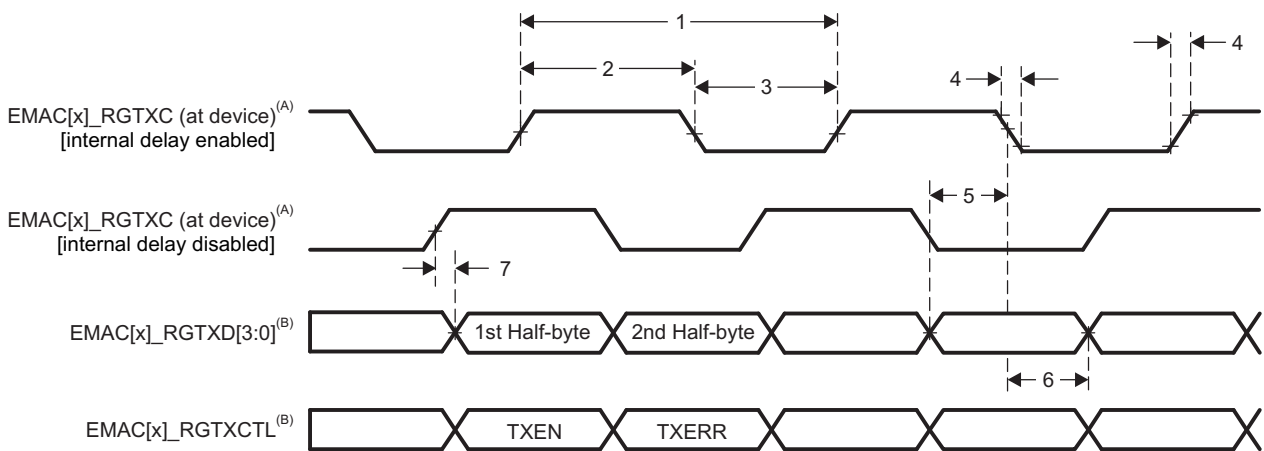 1
2
3
4
4
EMAC[x]_RGTXC (at device)(A)
[internal delay enabled]
5
EMAC[x]_RGTXC (at device)(A)
[internal delay disabled]
7
EMAC[x]_RGTXD[3:0](B)
1st Half-byte
2nd Half-byte
6
EMAC[x]_RGTXCTL(B)
TXEN
TXERR